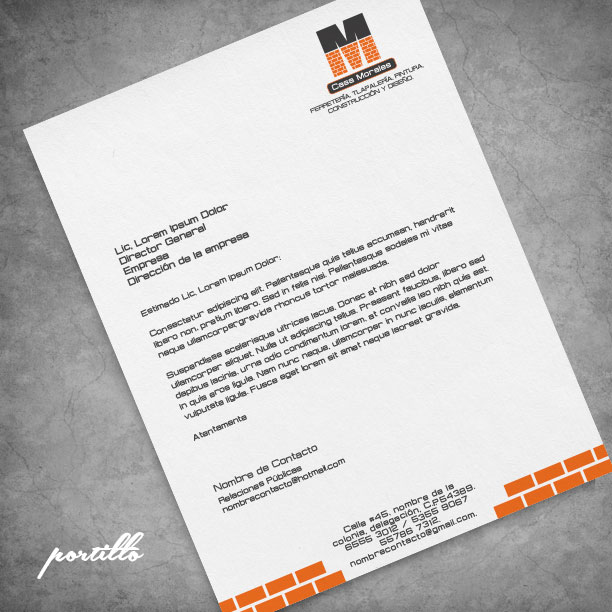 M
Casa Morales
FERRETERÍA, TLAPALERÍA, PINTURA,
CONSTRUCCIÓN Y DISEÑO.
Lic. Lorem Ipsum Dolor
Director General
Empresa
Dirección de la empresa
Estimado Lic. Lorem Ipsum Dolor:
Consectetur adipiscing elit. Pellentesque quis tellus accumsan, hendrerit
libero non, pretium libero. Sed in felis nisl. Pellentesque sodales mi vitae
neque ullamcorpergravida rhoncus tortor malesuada.
Suspendisse scelerisque ultrices lacus. Donec at nibh sed dolor
ullamcorper aliquet. Nulla ut adipiscing tellus. Praesent faucibus, libero sed
dapibus lacinia, urna odio condimentum lorem, at convallis leo nibh quis est.
In quis eros ligula. Nam nunc neque, ullamcorper in nunc iaculis, elementum
vulputate ligula. Fusce eget lorem sit amet neque laoreet gravida.
Atentamente
Nombre de Contacto
Relaciones Públicas
nombrecontacto@hotmail.com
Calle #45, nombre de la
colonia, delegación, C.P.54389.
6555 3012 / 5355 9067
55786 7312.
nombrecontacto@gmail.com.
portillo